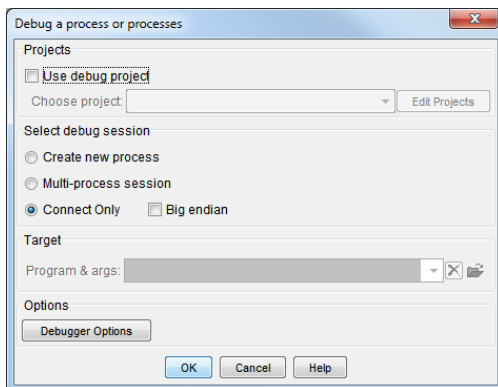 Debug a process or processes
Projects
Use debug project
Choose project:
Edit Projects
Select debug session
Create new process
Multi-process session
Connect Only
Big endian
Target
Program & args:
Options
Debugger Options
OK
Cancel
Help